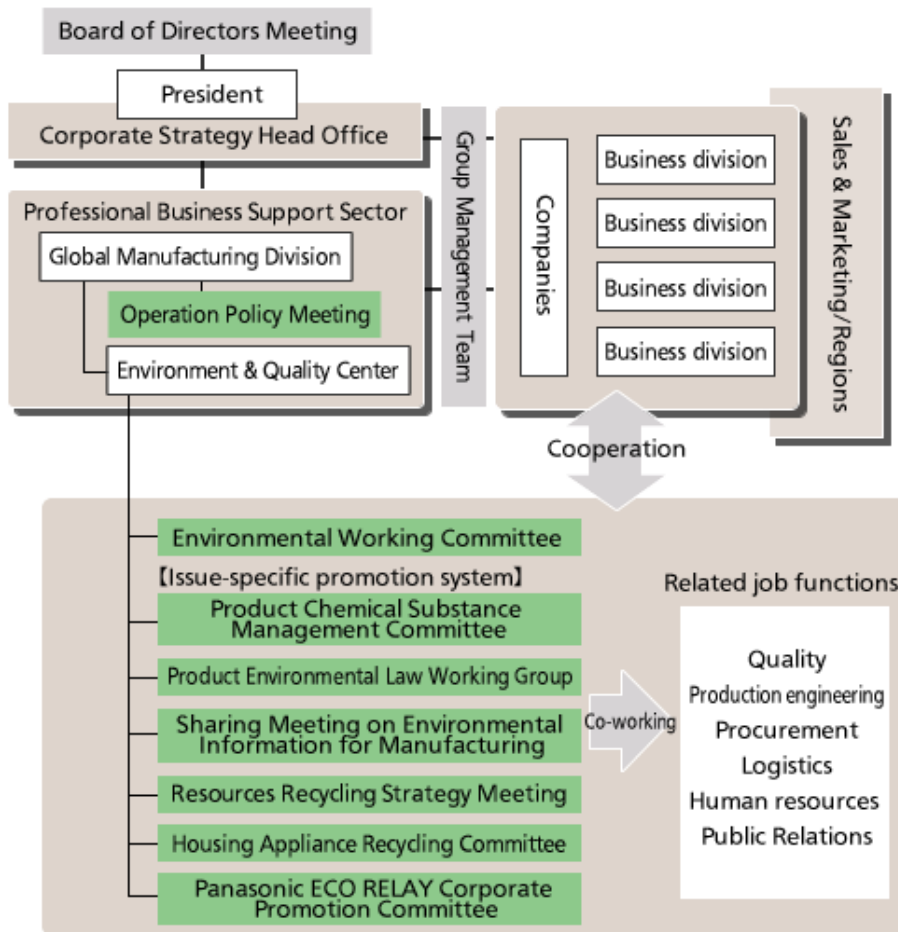 Board of Directors Meeting
President
Corporate Strategy Head Office
Professional Business Support Sector
Global Manufacturing Division
Operation Policy Meeting
Environment & Quality Center
Group Management Team
Companies
Business division
Business division
Business division
Business division
Sales & Marketing/Regions
Cooperation
Environmental Working Committee
【Issue-specific promotion system】
Product Chemical Substance
Management Committee
Product Environmental Law Working Group
Sharing Meeting on Environmental
Information for Manufacturing
Resources Recycling Strategy Meeting
Housing Appliance Recycling Committee
Panasonic ECO RELAY Corporate
Promotion Committee
Co-working
Related job functions
Quality
Production engineering
Procurement
Logistics
Human resources
Public Relations